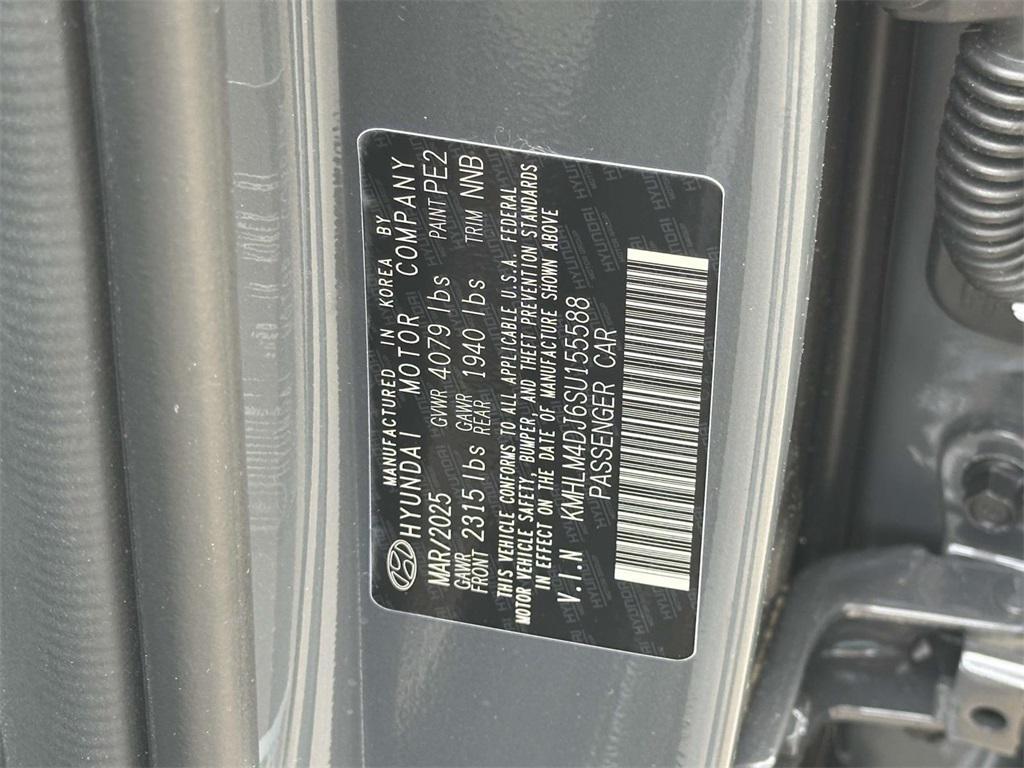 MANUFACTURED IN KOREA BY
HYUNDAI MOTOR COMPANY
MAR/2025 GVWR 4079 lbs PAINT PE2
GAWR FRONT 2315 lbs GAWR REAR 1940 lbs TRIM NNB
THIS VEHICLE CONFORMS TO ALL APPLICABLE U.S.A. FEDERAL
MOTOR VEHICLE SAFETY, BUMPER AND THEFT PREVENTION STANDARDS
IN EFFECT ON THE DATE OF MANUFACTURE SHOWN ABOVE
V.I.N KMHLM4DJ6SU155588
PASSENGER CAR